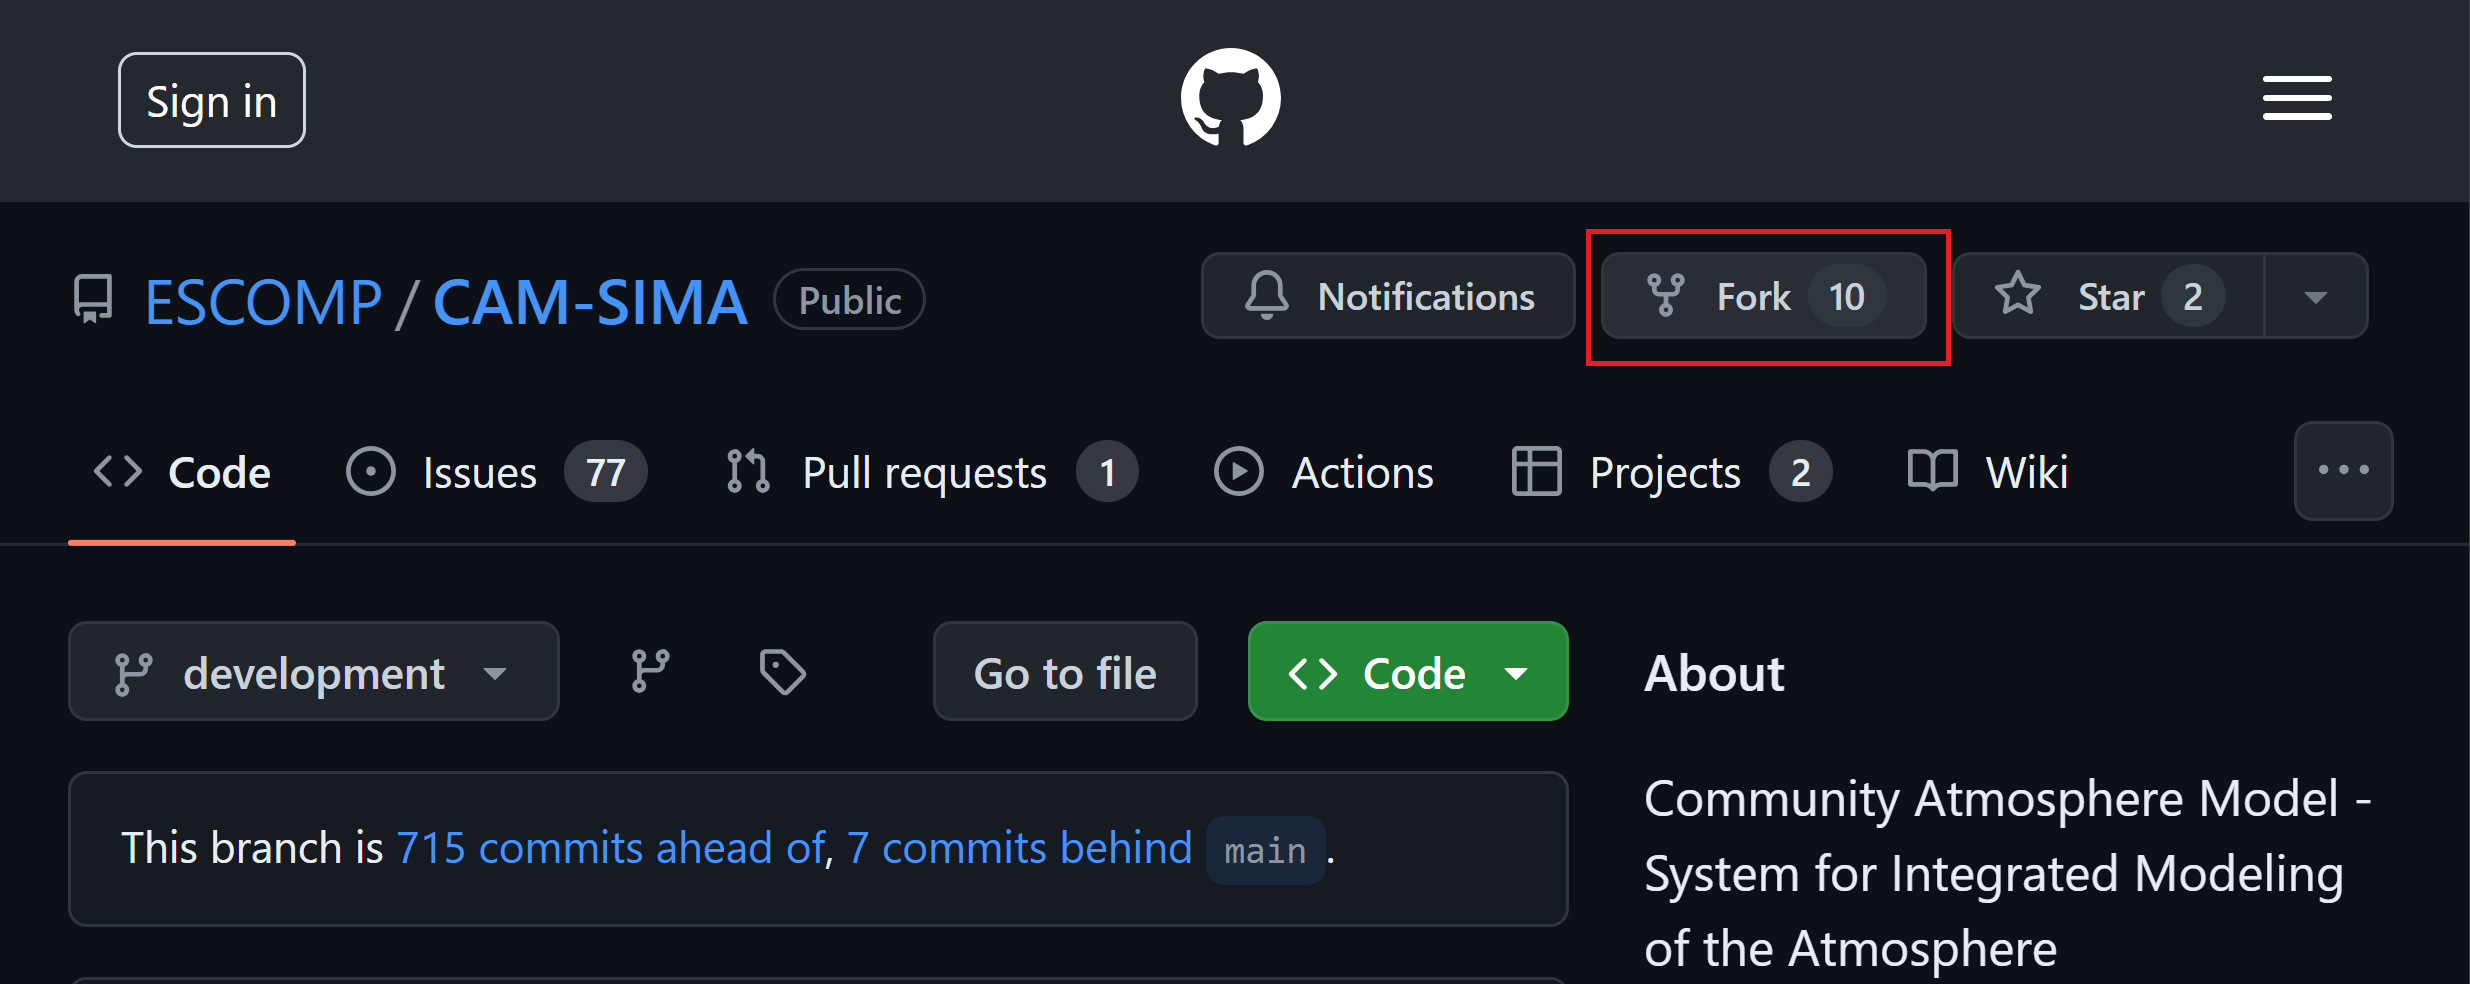 Sign in
ESCOMP / CAM-SIMA Public Notifications Fork 10 Star 2
Code Issues 77 Pull requests 1 Actions Projects 2 Wiki
development Go to file Code
This branch is 715 commits ahead of, 7 commits behind main .
About
Community Atmosphere Model -
System for Integrated Modeling
of the Atmosphere